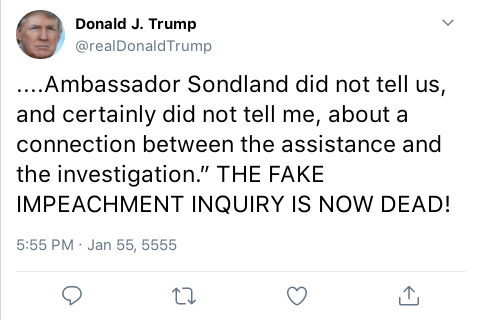 Donald J. Trump
@realDonaldTrump
....Ambassador Sondland did not tell us,
and certainly did not tell me, about a
connection between the assistance and
the investigation.” THE FAKE
IMPEACHMENT INQUIRY IS NOW DEAD!
5:55 PM · Jan 55, 5555